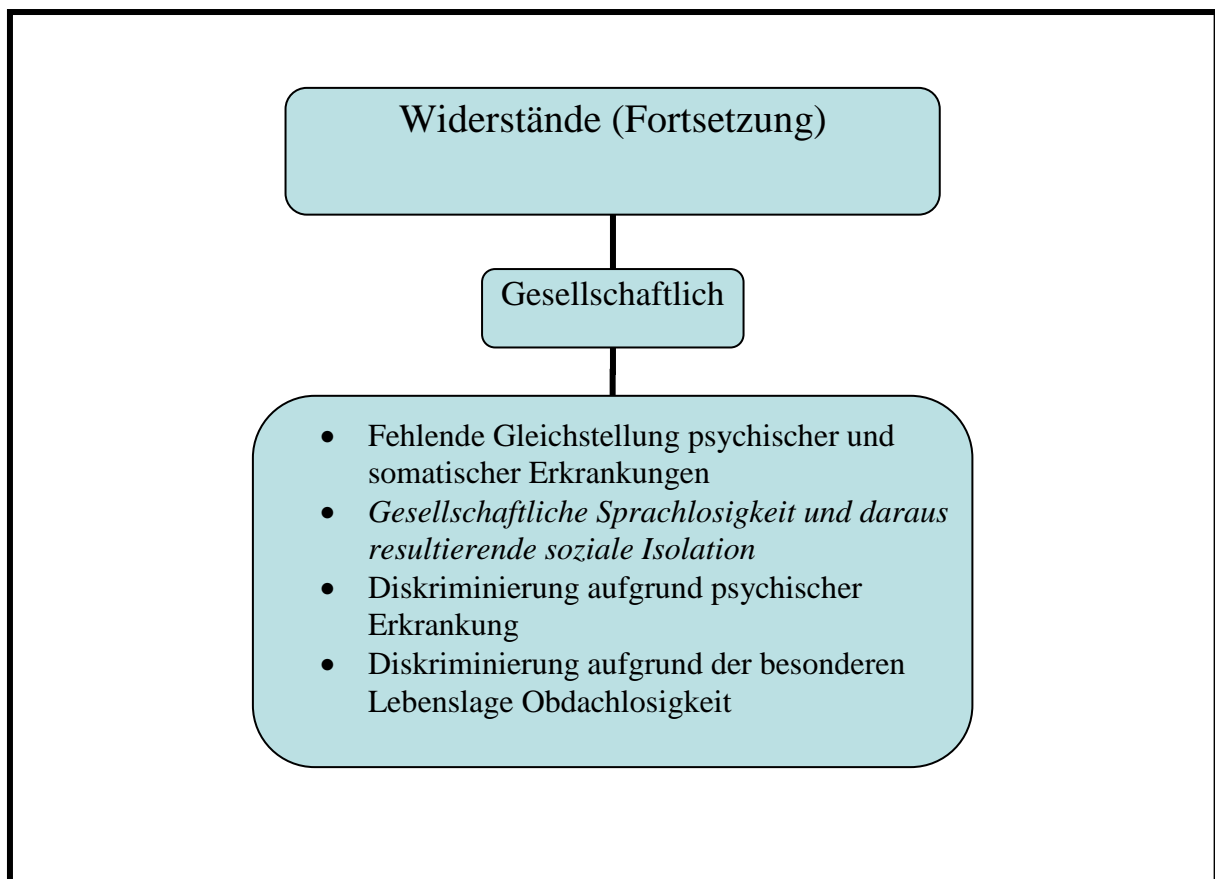 Widerstände (Fortsetzung)
Gesellschaftlich
• Fehlende Gleichstellung psychischer und
somatischer Erkrankungen
• Gesellschaftliche Sprachlosigkeit und daraus
resultierende soziale Isolation
• Diskriminierung aufgrund psychischer
Erkrankung
• Diskriminierung aufgrund der besonderen
Lebenslage Obdachlosigkeit